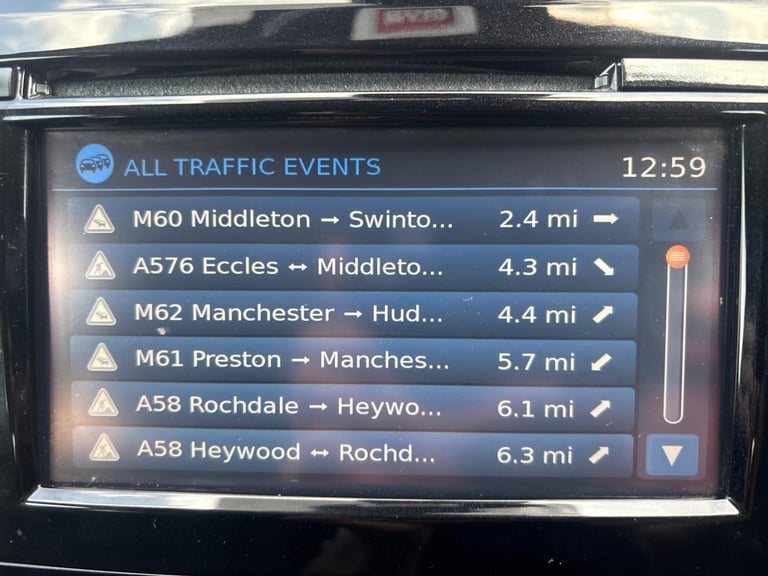 ALL TRAFFIC EVENTS 12:59
M60 Middleton → Swinto... 2.4 mi →
A576 Eccles ↔ Middleto... 4.3 mi ↘
M62 Manchester → Hud... 4.4 mi ↗
M61 Preston → Manches... 5.7 mi ↙
A58 Rochdale → Heywo... 6.1 mi ↗
A58 Heywood ↔ Rochd... 6.3 mi ↗